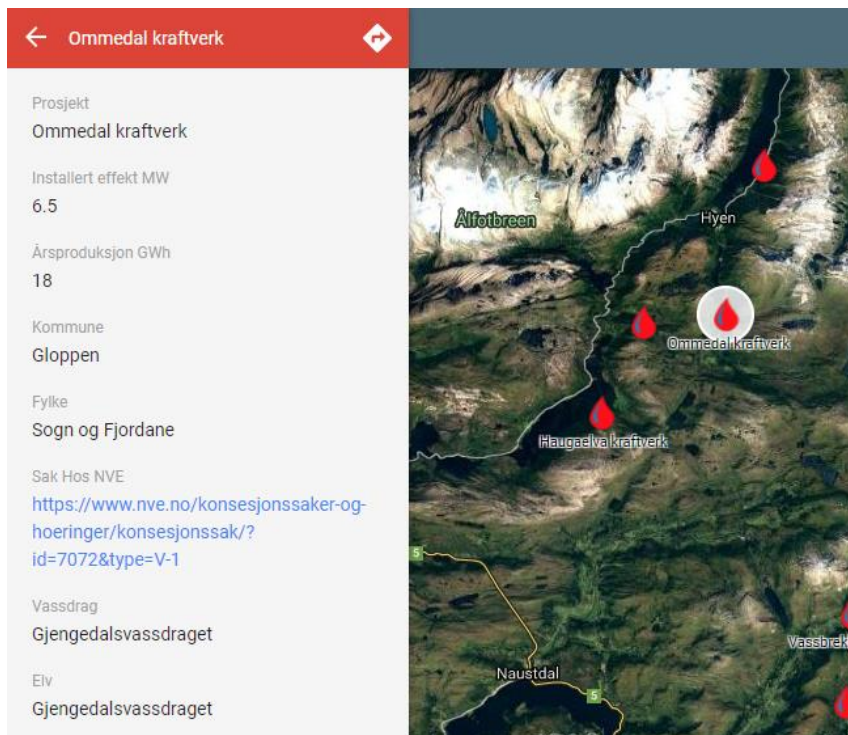 Ommedal kraftverk
Prosjekt
Ommedal kraftverk
Installert effekt MW
6.5
Årsproduksjon GWh
18
Kommune
Gloppen
Fylke
Sogn og Fjordane
Sak Hos NVE
https://www.nve.no/konsesjonssaker-og-
hoeringer/konsesjonssak/?
id=7072&type=V-1
Vassdrag
Gjengedalsvassdraget
Elv
Gjengedalsvassdraget
Ålfotbreen
Hyen
Ommedal kraftverk
Haugaelva kraftverk
5
Vassbrek
Naustdal
5